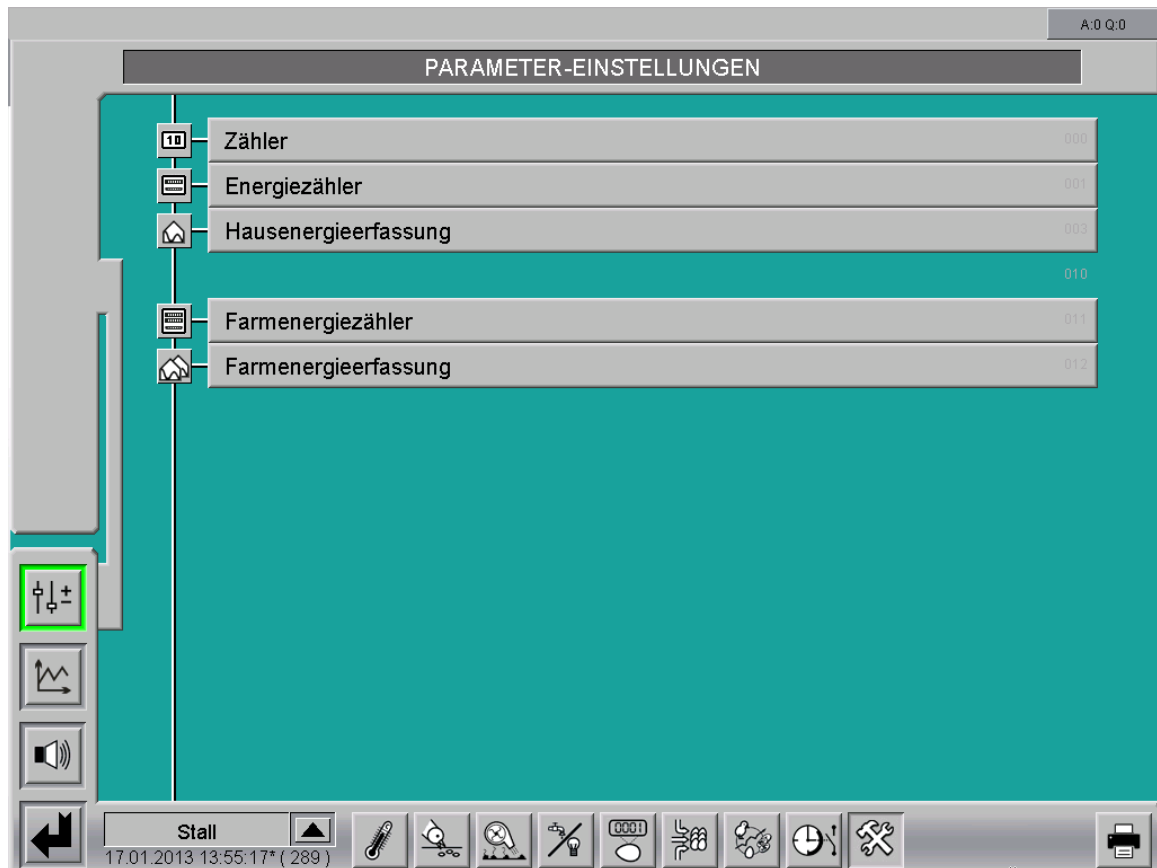 A:0 Q:0
PARAMETER-EINSTELLUNGEN
10
Zähler 000
Energiezähler 001
Hausenergieerfassung 003
010
Farmenergiezähler 011
Farmenergieerfassung 012
Stall
0001
17.01.2013 13:55:17* ( 289 )